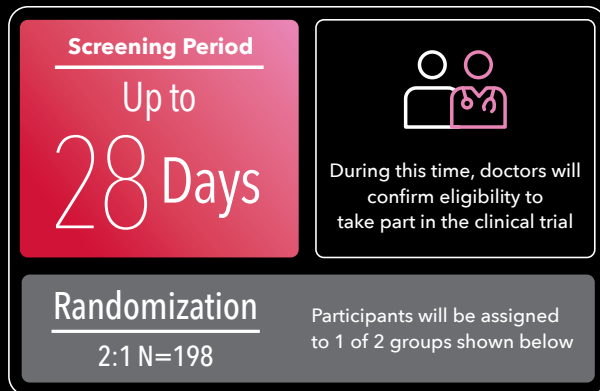 Screening Period
Up to
28 Days
During this time, doctors will
confirm eligibility to
take part in the clinical trial
Randomization
2:1 N=198
Participants will be assigned
to 1 of 2 groups shown below